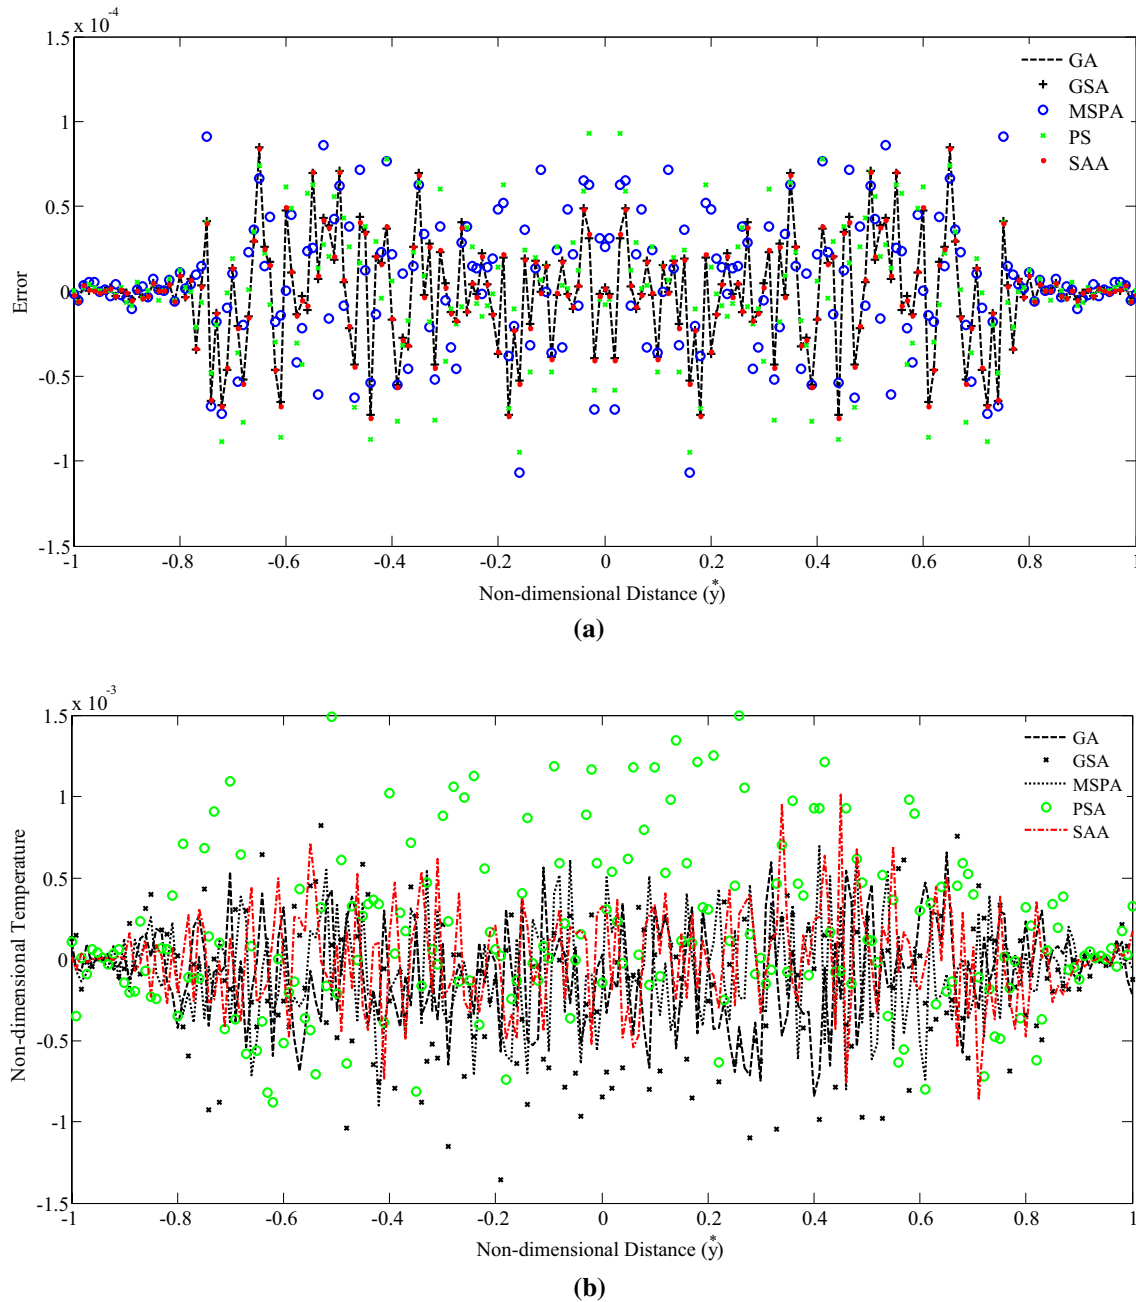 x 10-4
1.5
1
0.5
0
-0.5
-1
-1.5
Error
GA
GSA
MSPA
PS
SAA
-1 -0.8 -0.6 -0.4 -0.2 0 0.2 0.4 0.6 0.8 1
Non-dimensional Distance (y*)
(a)
x 10-3
1.5
1
0.5
0
-0.5
-1
-1.5
Non-dimensional Temperature
GA
GSA
MSPA
PSA
SAA
-1 -0.8 -0.6 -0.4 -0.2 0 0.2 0.4 0.6 0.8 1
Non-dimensional Distance (y*)
(b)